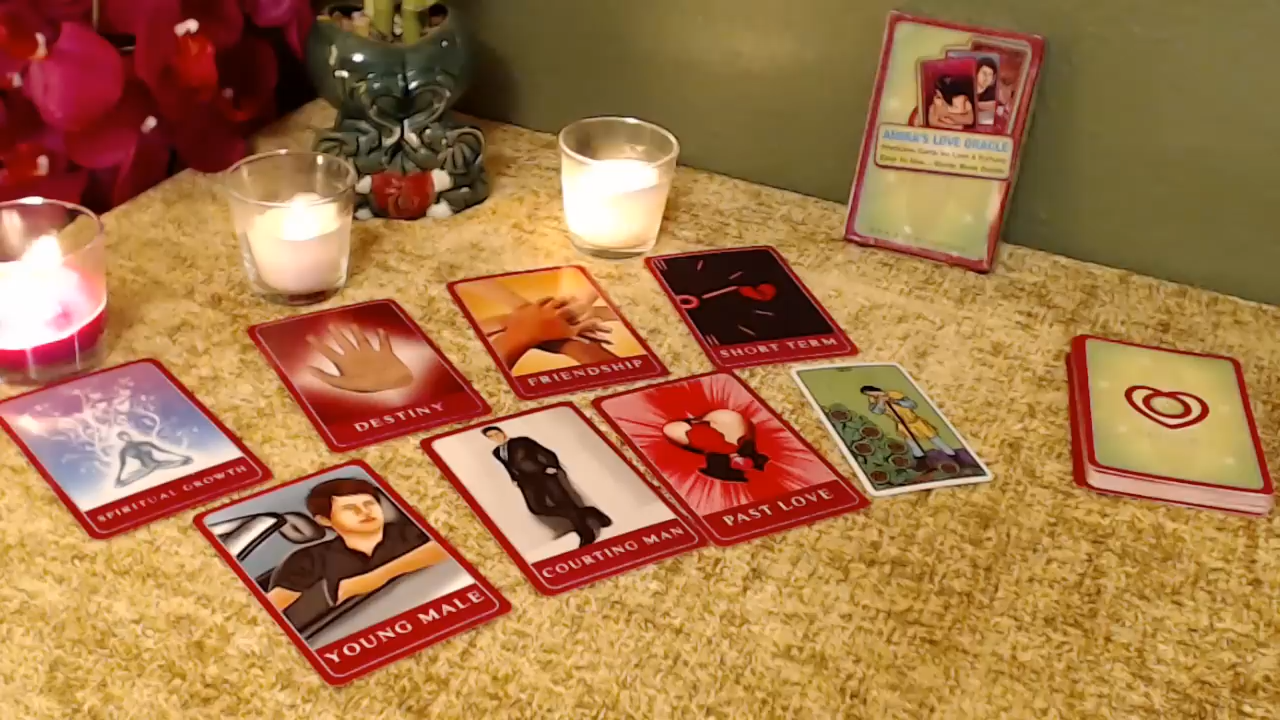 AMIRA'S LOVE ORACLE
SHORT TERM
FRIENDSHIP
DESTINY
SPIRITUAL GROWTH
PAST LOVE
COURTING MAN
YOUNG MALE